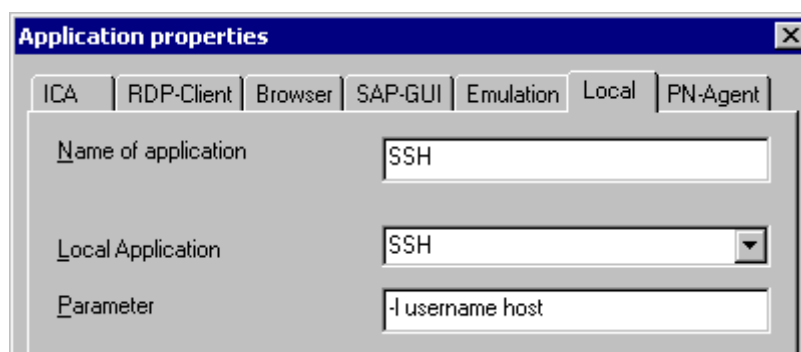 Application properties
ICA RDP-Client Browser SAP-GUI Emulation Local PN-Agent
Name of application SSH
Local Application SSH
Parameter -l username host